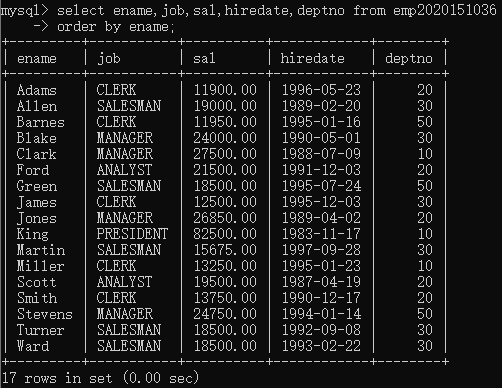 mysql> select ename,job,sal,hiredate,deptno from emp2020151036
    -> order by ename;
+---------+-----------+----------+------------+--------+
| ename   | job       | sal      | hiredate   | deptno |
+---------+-----------+----------+------------+--------+
| Adams   | CLERK     | 11900.00 | 1996-05-23 |     20 |
| Allen   | SALESMAN  | 19000.00 | 1989-02-20 |     30 |
| Barnes  | CLERK     | 11950.00 | 1995-01-16 |     50 |
| Blake   | MANAGER   | 24000.00 | 1990-05-01 |     30 |
| Clark   | MANAGER   | 27500.00 | 1988-07-09 |     10 |
| Ford    | ANALYST   | 21500.00 | 1991-12-03 |     20 |
| Green   | SALESMAN  | 18500.00 | 1995-07-24 |     50 |
| James   | CLERK     | 12500.00 | 1995-12-03 |     30 |
| Jones   | MANAGER   | 26850.00 | 1989-04-02 |     20 |
| King    | PRESIDENT | 82500.00 | 1983-11-17 |     10 |
| Martin  | SALESMAN  | 15675.00 | 1997-09-28 |     30 |
| Miller  | CLERK     | 13250.00 | 1995-01-23 |     10 |
| Scott   | ANALYST   | 19500.00 | 1987-04-19 |     20 |
| Smith   | CLERK     | 13750.00 | 1990-12-17 |     20 |
| Stevens | MANAGER   | 24750.00 | 1994-01-14 |     50 |
| Turner  | SALESMAN  | 18500.00 | 1992-09-08 |     30 |
| Ward    | SALESMAN  | 18500.00 | 1993-02-22 |     30 |
+---------+-----------+----------+------------+--------+
17 rows in set (0.00 sec)